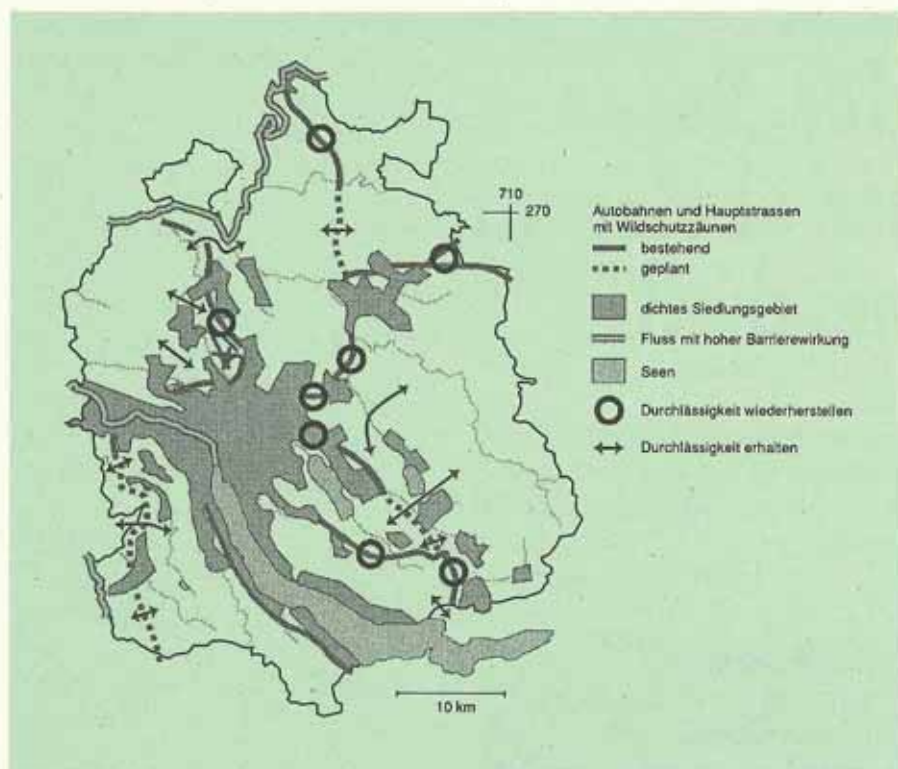 710
270
Autobahnen und Hauptstrassen
mit Wildschutzzäunen
bestehend
geplant
dichtes Siedlungsgebiet
Fluss mit hoher Barrierewirkung
Seen
Durchlässigkeit wiederherstellen
Durchlässigkeit erhalten
10 km